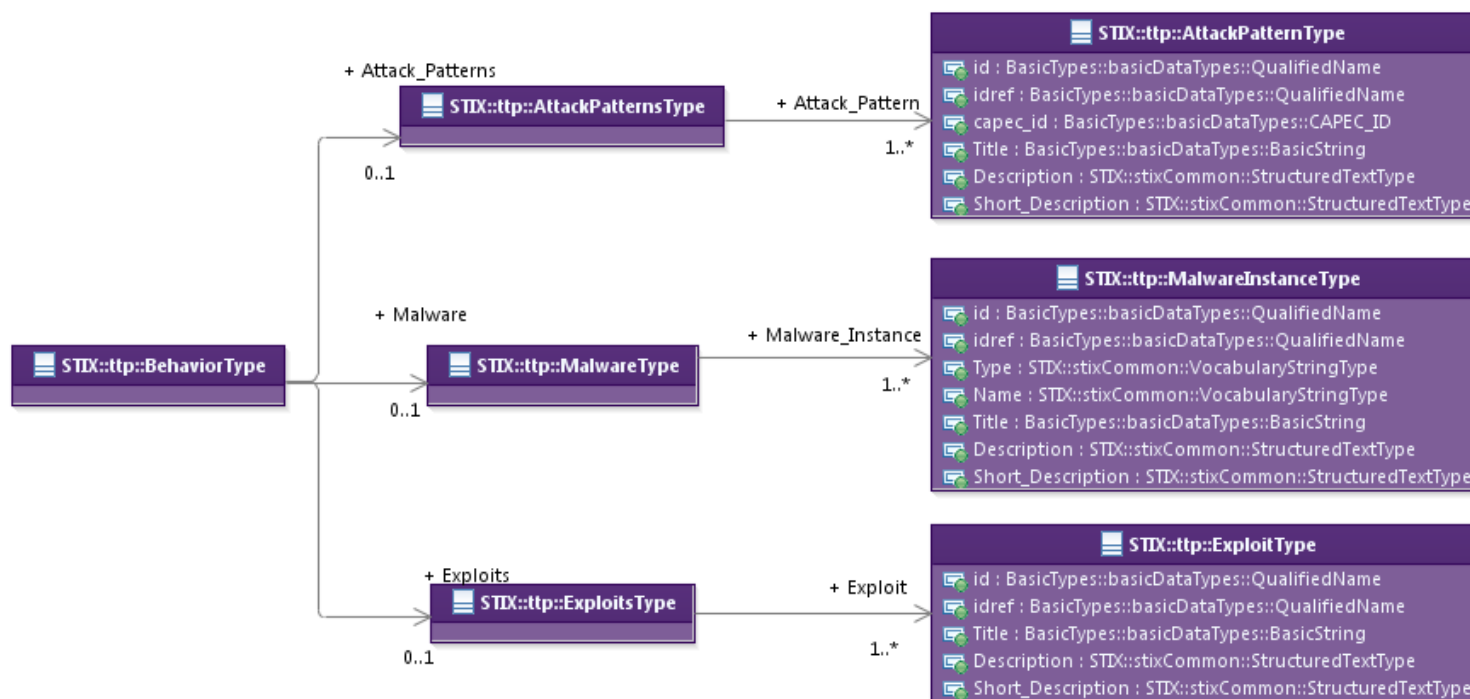 + Attack_Patterns
STIX::ttp::AttackPatternsType
0..1
+ Attack_Pattern
1..*
STIX::ttp::AttackPatternType
id : BasicTypes::basicDataTypes::QualifiedName
idref : BasicTypes::basicDataTypes::QualifiedName
capec_id : BasicTypes::basicDataTypes::CAPEC_ID
Title : BasicTypes::basicDataTypes::BasicString
Description : STIX::stixCommon::StructuredTextType
Short_Description : STIX::stixCommon::StructuredTextType
STIX::ttp::BehaviorType
+ Malware
STIX::ttp::MalwareType
0..1
+ Malware_Instance
1..*
STIX::ttp::MalwareInstanceType
id : BasicTypes::basicDataTypes::QualifiedName
idref : BasicTypes::basicDataTypes::QualifiedName
Type : STIX::stixCommon::VocabularyStringType
Name : STIX::stixCommon::VocabularyStringType
Title : BasicTypes::basicDataTypes::BasicString
Description : STIX::stixCommon::StructuredTextType
Short_Description : STIX::stixCommon::StructuredTextType
+ Exploits
STIX::ttp::ExploitsType
0..1
+ Exploit
1..*
STIX::ttp::ExploitType
id : BasicTypes::basicDataTypes::QualifiedName
idref : BasicTypes::basicDataTypes::QualifiedName
Title : BasicTypes::basicDataTypes::BasicString
Description : STIX::stixCommon::StructuredTextType
Short_Description : STIX::stixCommon::StructuredTextType